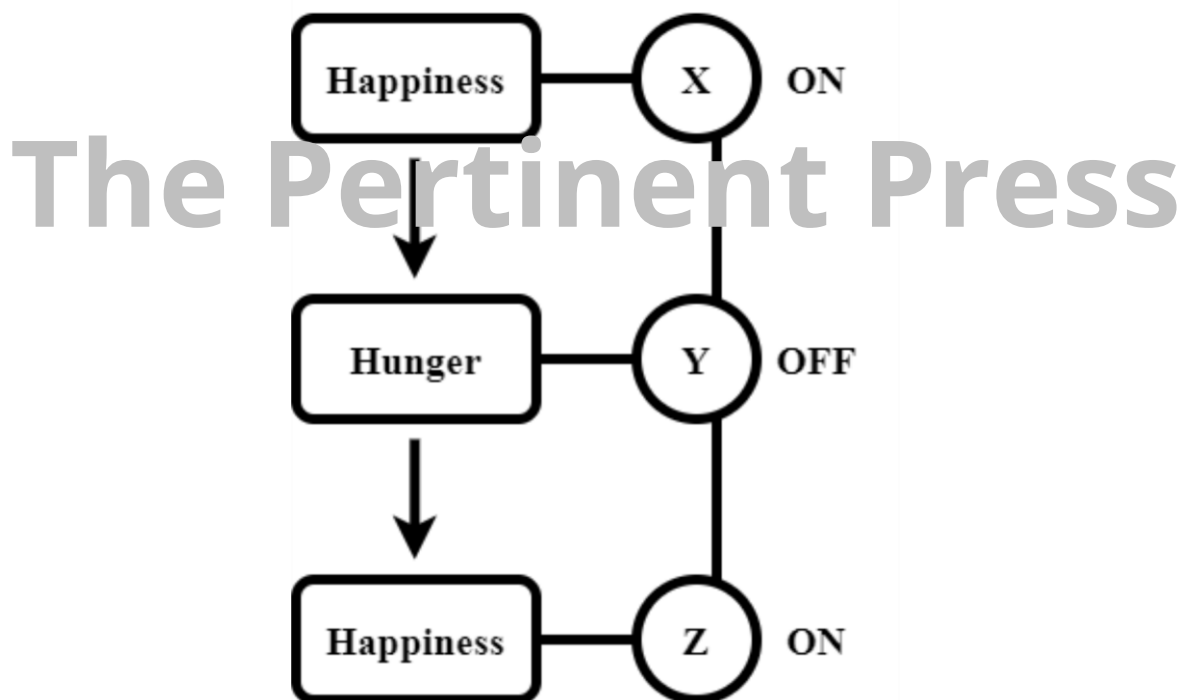 Happiness X ON
The Pertinent Press
Hunger Y OFF
Happiness Z ON